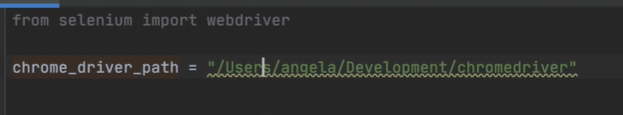 from selenium import webdriver
chrome_driver_path = "/Users/angela/Development/chromedriver"